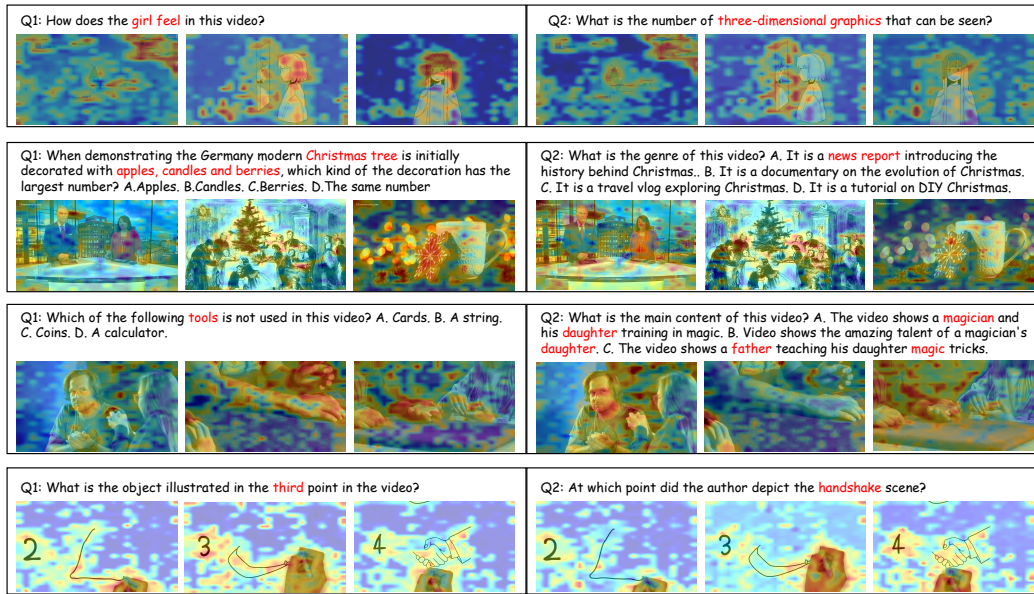 Q1: How does the girl feel in this video?
Q2: What is the number of three-dimensional graphics that can be seen?
Q1: When demonstrating the Germany modern Christmas tree is initially
decorated with apples, candles and berries, which kind of the decoration has the
largest number? A.Apples. B.Candles. C.Berries. D.The same number
Q2: What is the genre of this video? A. It is a news report introducing the
history behind Christmas.. B. It is a documentary on the evolution of Christmas.
C. It is a travel vlog exploring Christmas. D. It is a tutorial on DIY Christmas.
Q1: Which of the following tools is not used in this video? A. Cards. B. A string.
C. Coins. D. A calculator.
Q2: What is the main content of this video? A. The video shows a magician and
his daughter training in magic. B. Video shows the amazing talent of a magician's
daughter. C. The video shows a father teaching his daughter magic tricks.
Q1: What is the object illustrated in the third point in the video?
2
3
4
Q2: At which point did the author depict the handshake scene?
2
3
4